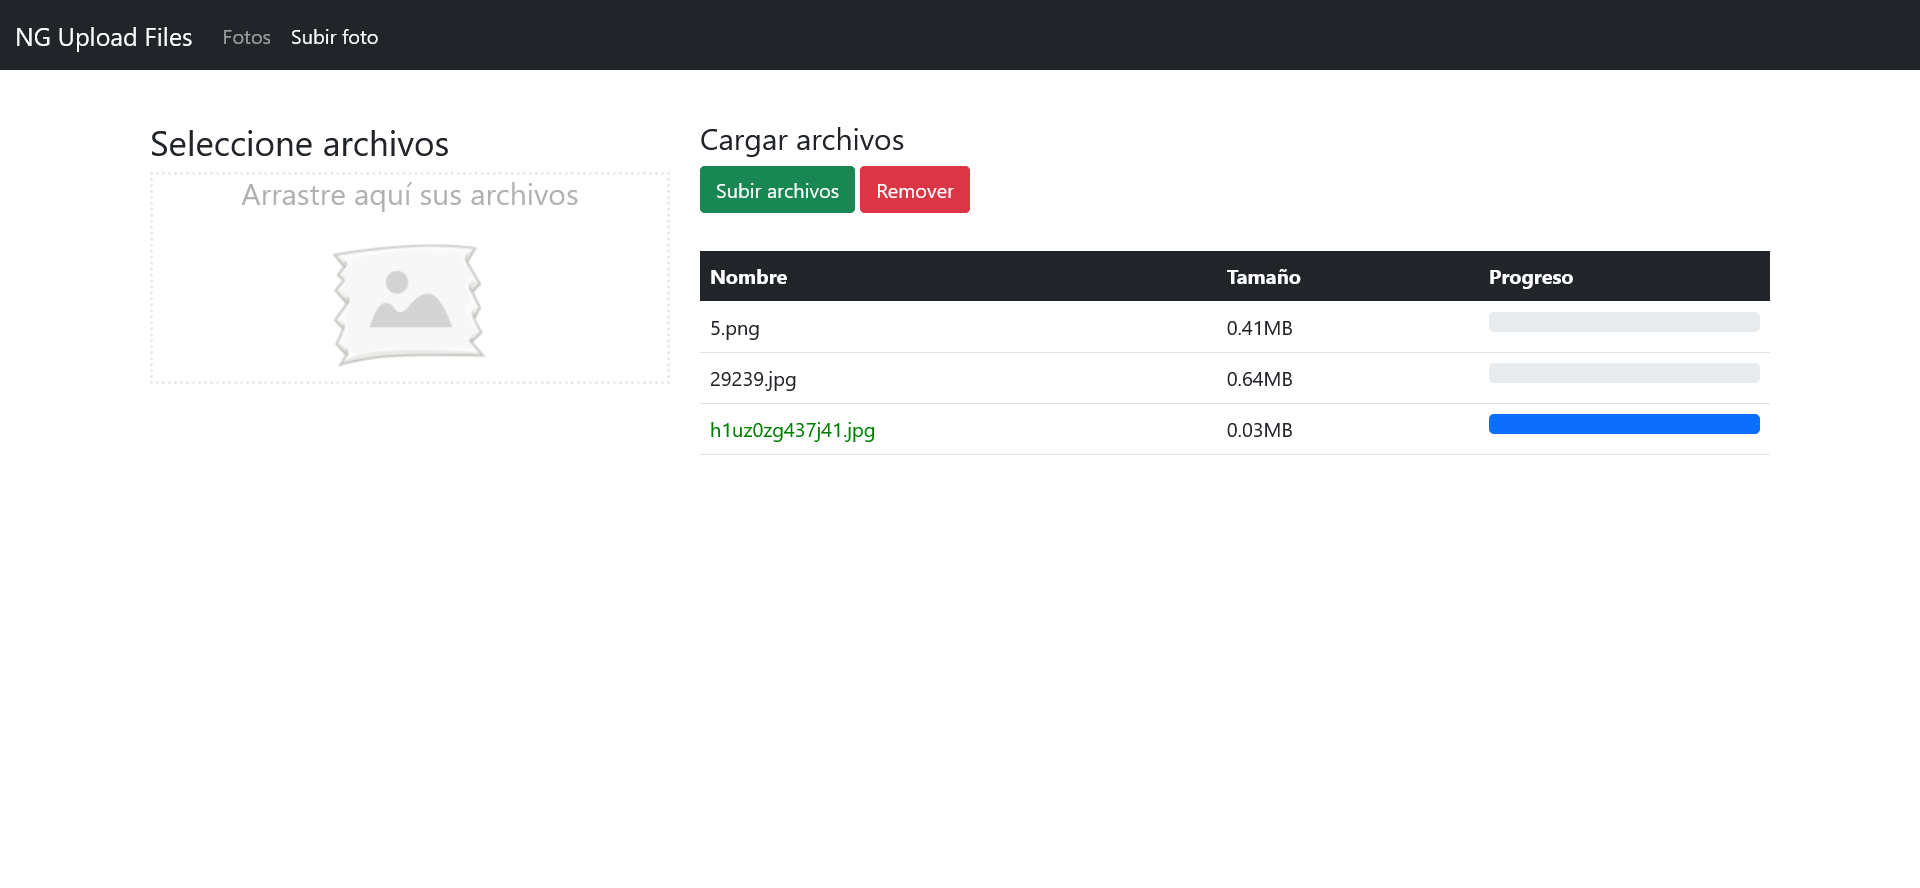 NG Upload Files Fotos Subir foto
Seleccione archivos
Arrastre aquí sus archivos
Cargar archivos
Subir archivos Remover
Nombre Tamaño Progreso
5.png 0.41MB
29239.jpg 0.64MB
h1uz0zg437j41.jpg 0.03MB